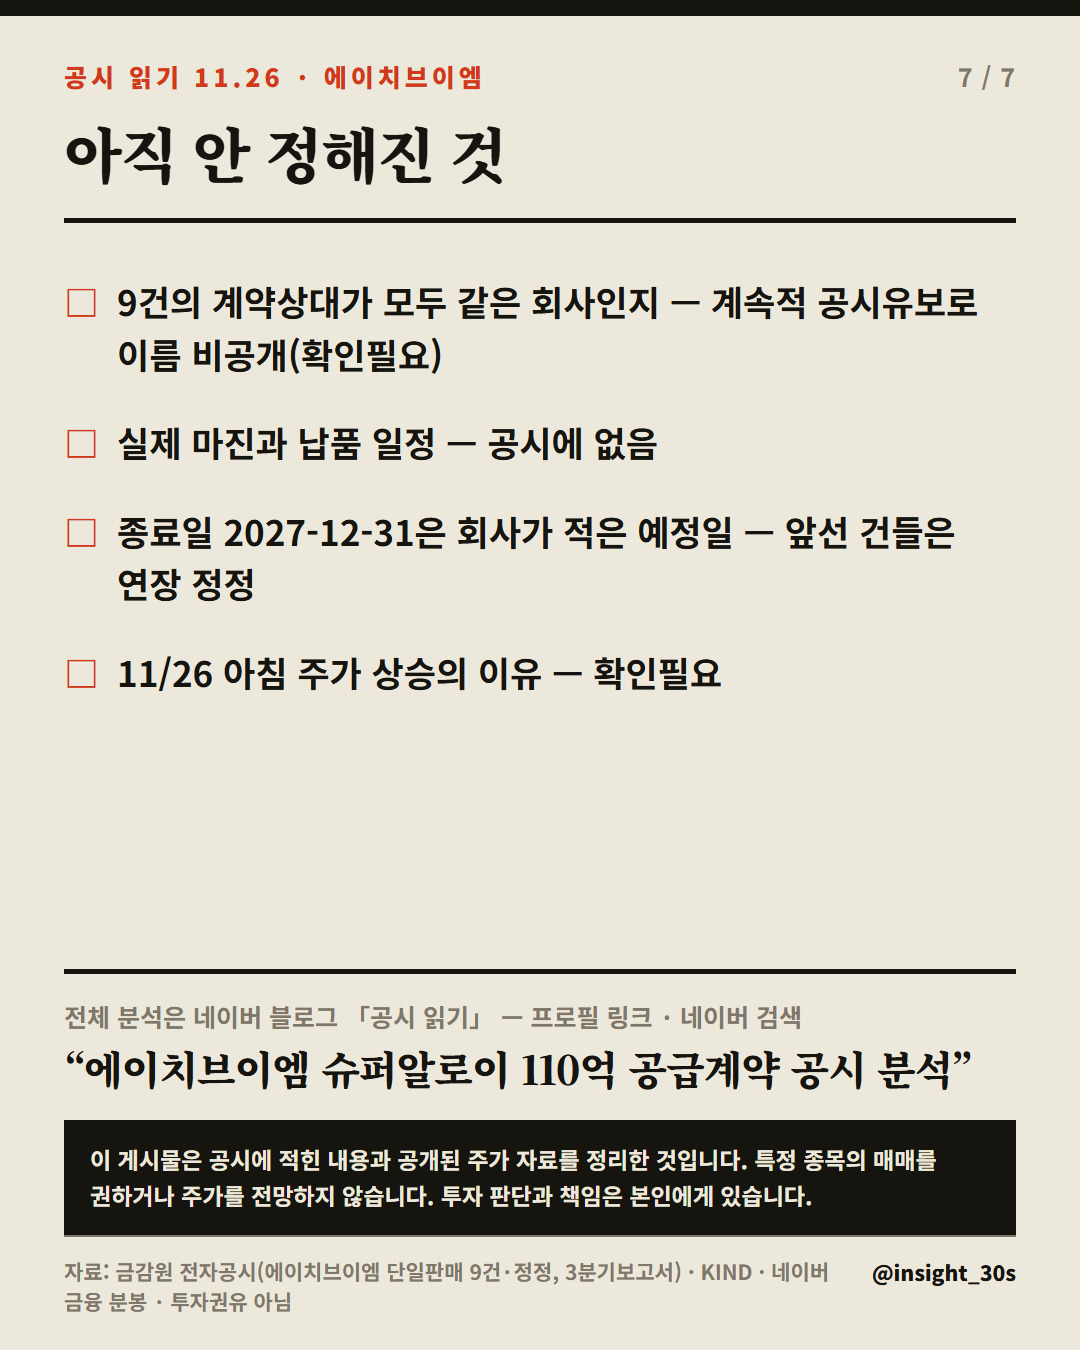 공시 읽기 11.26 · 에이치브이엠
7 / 7
아직 안 정해진 것
□ 9건의 계약상대가 모두 같은 회사인지 — 계속적 공시유보로
이름 비공개(확인필요)
□ 실제 마진과 납품 일정 — 공시에 없음
□ 종료일 2027-12-31은 회사가 적은 예정일 — 앞선 건들은
연장 정정
□ 11/26 아침 주가 상승의 이유 — 확인필요
전체 분석은 네이버 블로그 「공시 읽기」 — 프로필 링크 · 네이버 검색
“에이치브이엠 슈퍼알로이 110억 공급계약 공시 분석”
이 게시물은 공시에 적힌 내용과 공개된 주가 자료를 정리한 것입니다. 특정 종목의 매매를
권하거나 주가를 전망하지 않습니다. 투자 판단과 책임은 본인에게 있습니다.
자료: 금감원 전자공시(에이치브이엠 단일판매 9건·정정, 3분기보고서) · KIND · 네이버
금융 분봉 · 투자권유 아님
@insight_30s